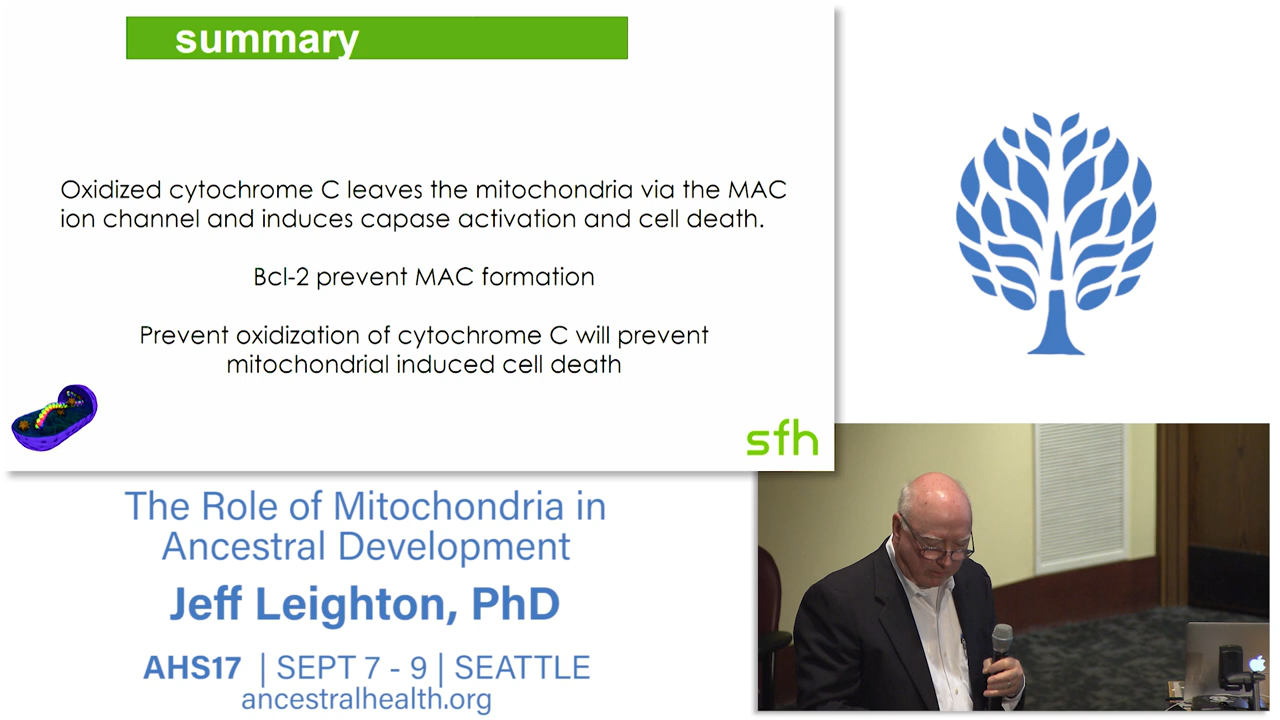 summary
Oxidized cytochrome C leaves the mitochondria via the MAC
ion channel and induces capase activation and cell death.
Bcl-2 prevent MAC formation
Prevent oxidization of cytochrome C will prevent
mitochondrial induced cell death
sfh
The Role of Mitochondria in
Ancestral Development
Jeff Leighton, PhD
AHS17 | SEPT 7 - 9 | SEATTLE
ancestralhealth.org